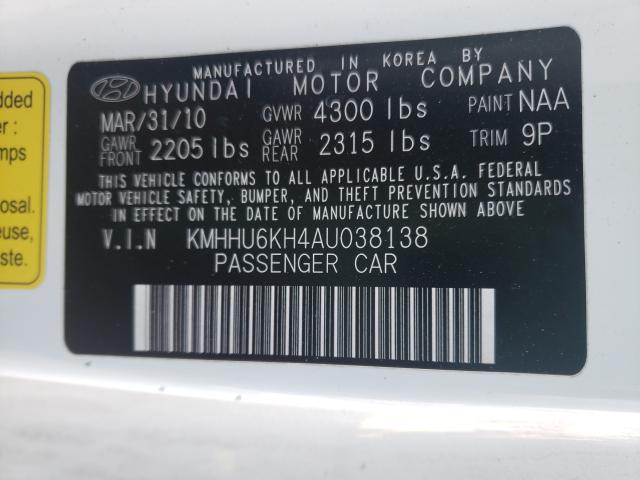 MANUFACTURED IN KOREA BY
HYUNDAI MOTOR COMPANY
MAR/31/10 GVWR 4300 lbs PAINT NAA
GAWR FRONT 2205 lbs GAWR REAR 2315 lbs TRIM 9P
THIS VEHICLE CONFORMS TO ALL APPLICABLE U.S.A. FEDERAL
MOTOR VEHICLE SAFETY, BUMPER, AND THEFT PREVENTION STANDARDS
IN EFFECT ON THE DATE OF MANUFACTURE SHOWN ABOVE.
V.I.N KMHHU6KH4AU038138
PASSENGER CAR